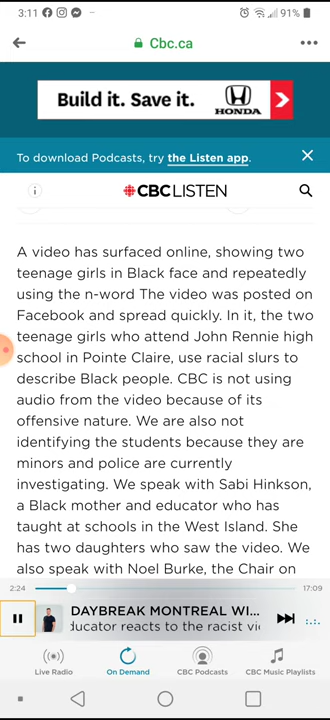 3:11
91%
Cbc.ca
Build it. Save it.
HONDA
To download Podcasts, try the Listen app.
CBC LISTEN
A video has surfaced online, showing two
teenage girls in Black face and repeatedly
using the n-word The video was posted on
Facebook and spread quickly. In it, the two
teenage girls who attend John Rennie high
school in Pointe Claire, use racial slurs to
describe Black people. CBC is not using
audio from the video because of its
offensive nature. We are also not
identifying the students because they are
minors and police are currently
investigating. We speak with Sabi Hinkson,
a Black mother and educator who has
taught at schools in the West Island. She
has two daughters who saw the video. We
also speak with Noel Burke, the Chair on
2:24
17:09
DAYBREAK MONTREAL WI...
ducator reacts to the racist vi
Live Radio
On Demand
CBC Podcasts
CBC Music Playlists